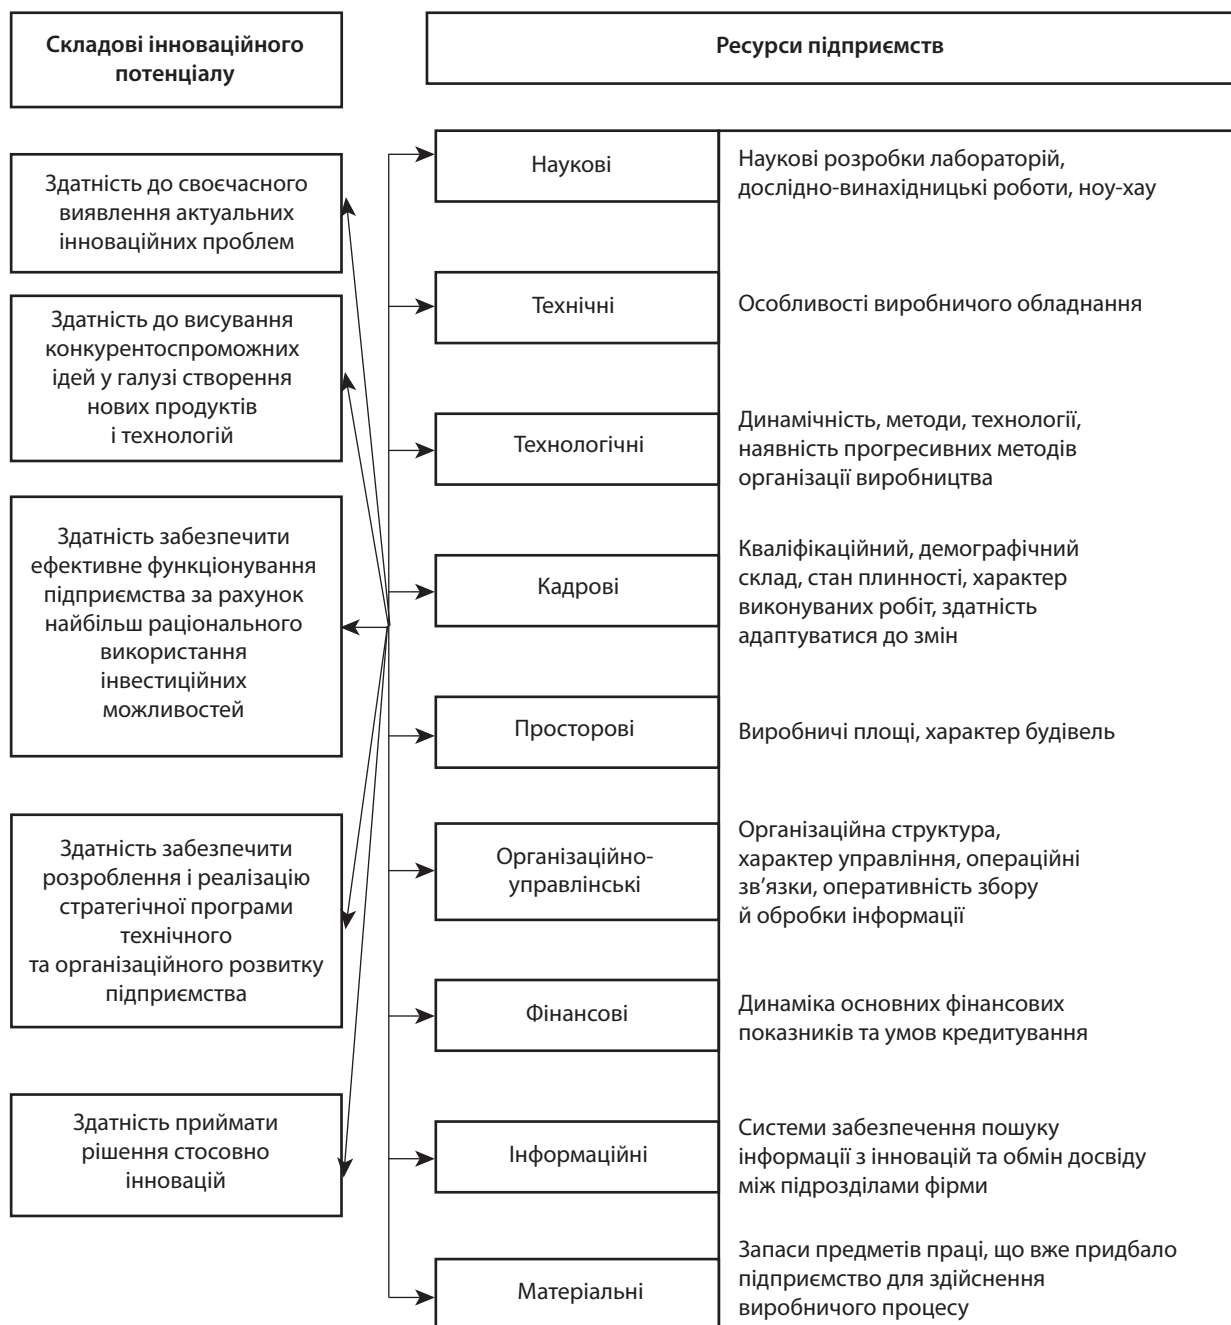 Складові інноваційного
потенціалу
Ресурси підприємств
Здатність до своєчасного
виявлення актуальних
інноваційних проблем
Здатність до висування
конкурентоспроможних
ідей у галузі створення
нових продуктів
і технологій
Здатність забезпечити
ефективне функціонування
підприємства за рахунок
найбільш раціонального
використання
інвестиційних
можливостей
Здатність забезпечити
розроблення і реалізацію
стратегічної програми
технічного
та організаційного розвитку
підприємства
Здатність приймати
рішення стосовно
інновацій
Наукові
Наукові розробки лабораторій,
дослідно-винахідницькі роботи, ноу-хау
Технічні
Особливості виробничого обладнання
Технологічні
Динамічність, методи, технології,
наявність прогресивних методів
організації виробництва
Кадрові
Кваліфікаційний, демографічний
склад, стан плинності, характер
виконуваних робіт, здатність
адаптуватися до змін
Просторові
Виробничі площі, характер будівель
Організаційно-
управлінські
Організаційна структура,
характер управління, операційні
зв’язки, оперативність збору
й обробки інформації
Фінансові
Динаміка основних фінансових
показників та умов кредитування
Інформаційні
Системи забезпечення пошуку
інформації з інновацій та обмін досвіду
між підрозділами фірми
Матеріальні
Запаси предметів праці, що вже придбало
підприємство для здійснення
виробничого процесу